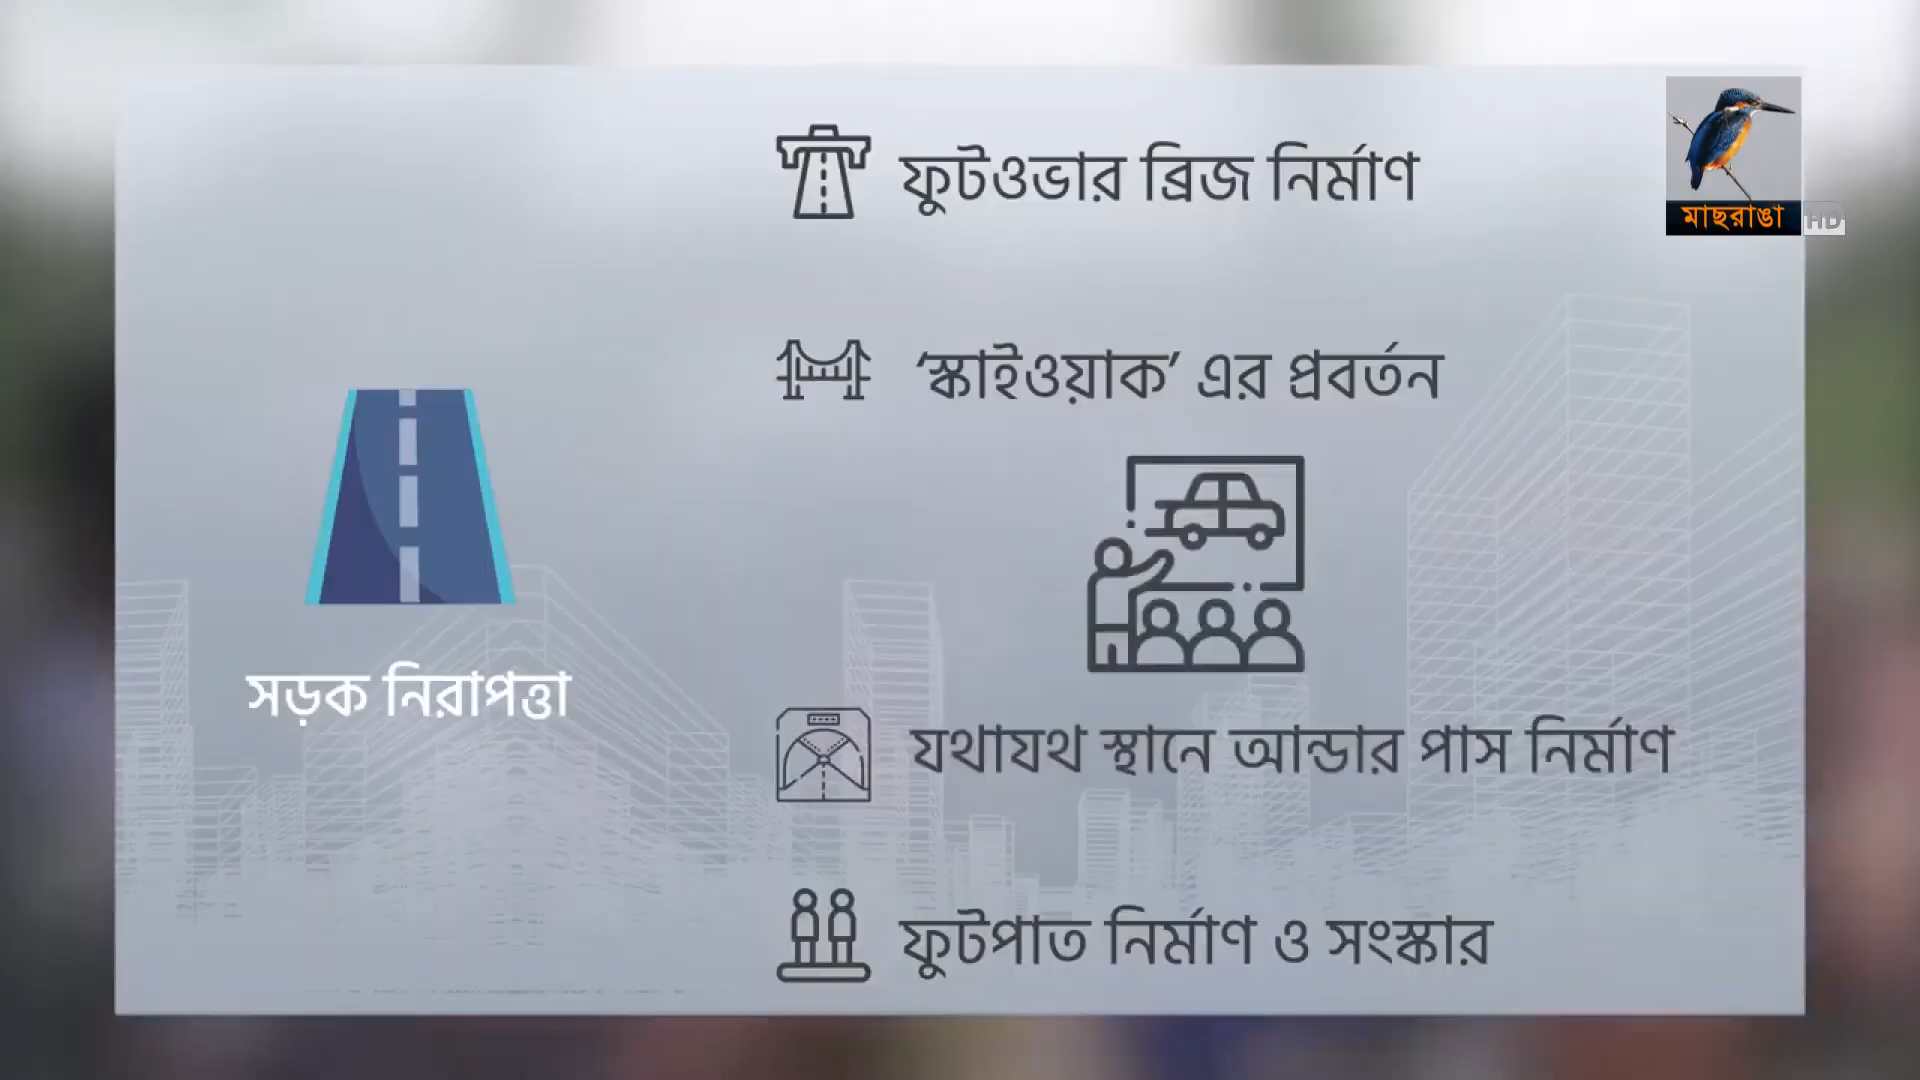 ফুটওভার ব্রিজ নির্মাণ
মাছরাঙা HD
‘স্কাইওয়াক’ এর প্রবর্তন
সড়ক নিরাপত্তা
যথাযথ স্থানে আন্ডার পাস নির্মাণ
ফুটপাত নির্মাণ ও সংস্কার